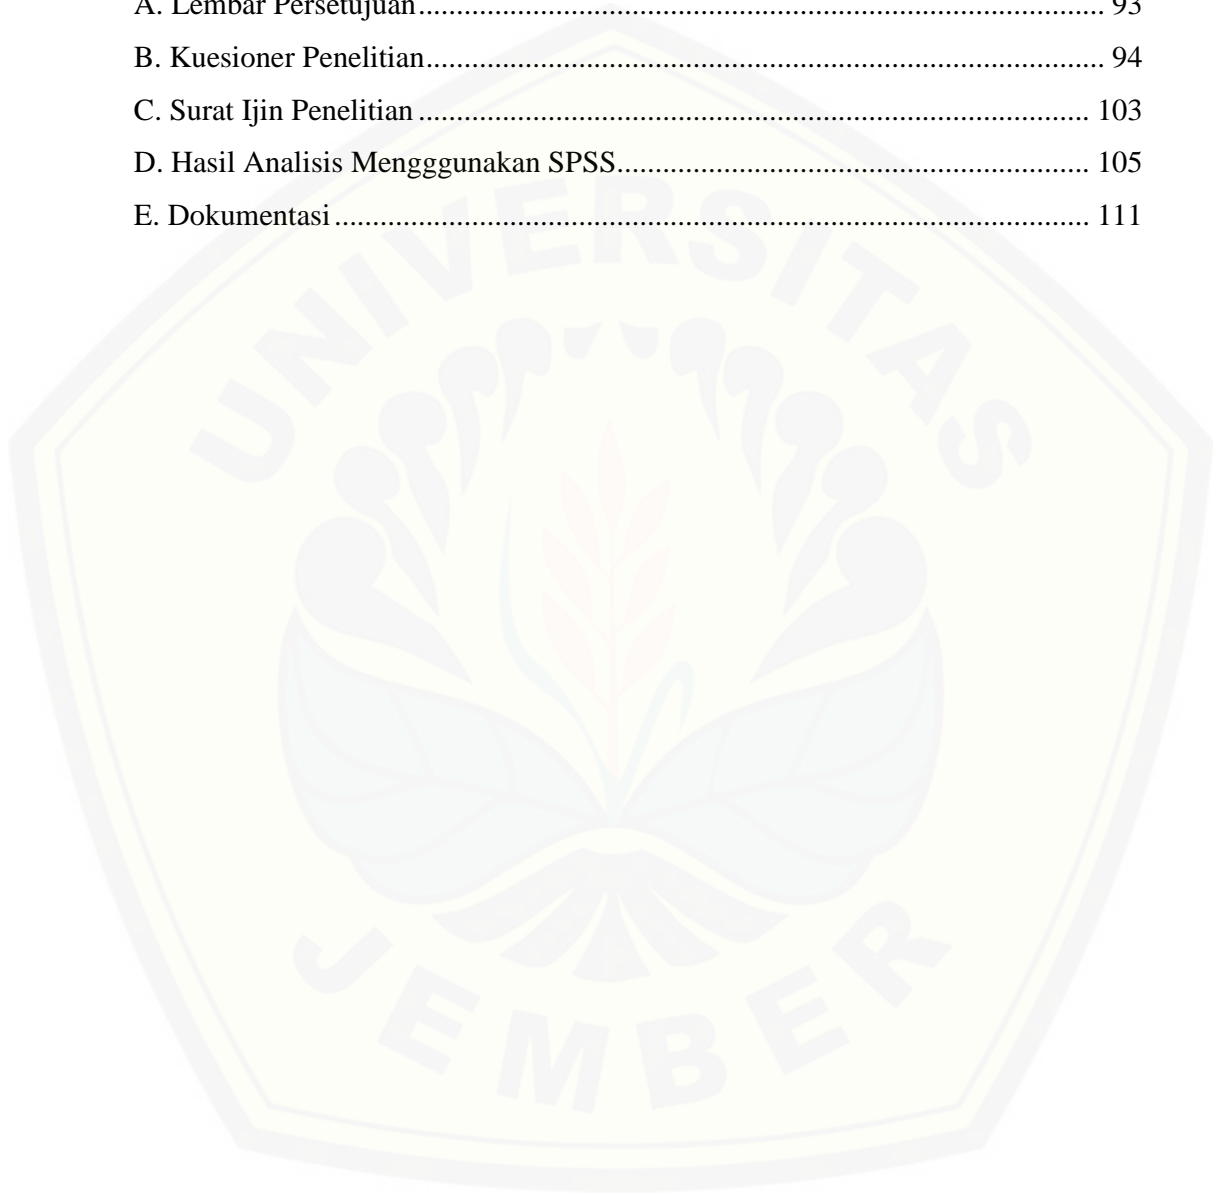 A. Lembar Persetujuan.......................................................................................... 93
B. Kuesioner Penelitian......................................................................................... 94
C. Surat Ijin Penelitian ........................................................................................ 103
D. Hasil Analisis Mengggunakan SPSS.............................................................. 105
E. Dokumentasi................................................................................................... 111
UNIVERSITAS
JEMBER